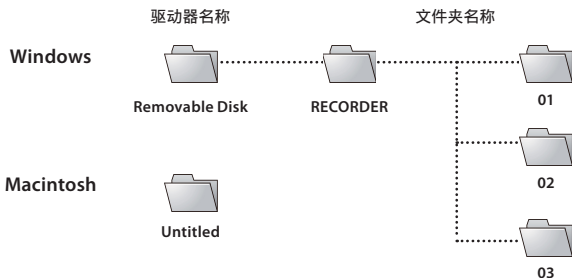 驱动器名称 文件夹名称
Windows
Removable Disk RECORDER 01
02
Macintosh
Untitled
03